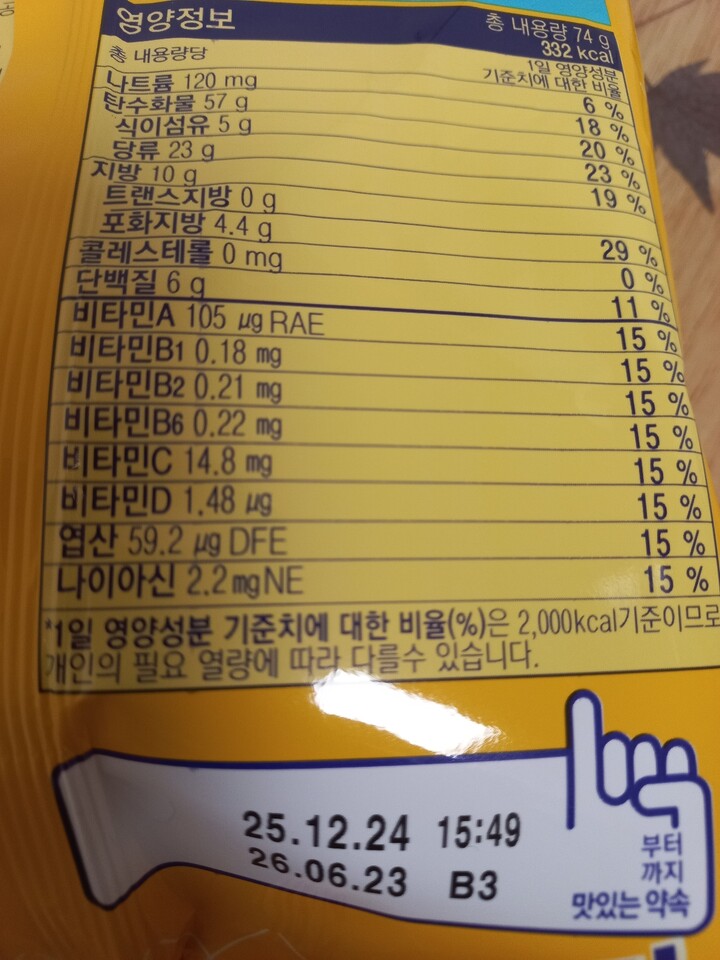 영양정보 총 내용량 74 g
332 kcal
총 내용량당 1일 영양성분
기준치에 대한 비율
나트륨 120 mg 6 %
탄수화물 57 g 18 %
식이섬유 5 g 20 %
당류 23 g 23 %
지방 10 g 19 %
트랜스지방 0 g
포화지방 4.4 g 29 %
콜레스테롤 0 mg 0 %
단백질 6 g 11 %
비타민A 105 μg RAE 15 %
비타민B1 0.18 mg 15 %
비타민B2 0.21 mg 15 %
비타민B6 0.22 mg 15 %
비타민C 14.8 mg 15 %
비타민D 1.48 μg 15 %
엽산 59.2 μg DFE 15 %
나이아신 2.2 mg NE 15 %
*1일 영양성분 기준치에 대한 비율(%)은 2,000kcal기준이므로
개인의 필요 열량에 따라 다를수 있습니다.
25.12.24 15:49 부터
26.06.23 B3 까지
맛있는 약속